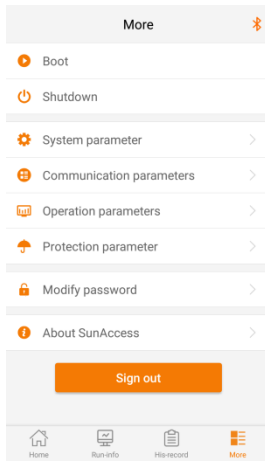 More
Boot
Shutdown
System parameter
Communication parameters
Operation parameters
Protection parameter
Modify password
About SunAccess
Sign out
Home Run-info His-record More